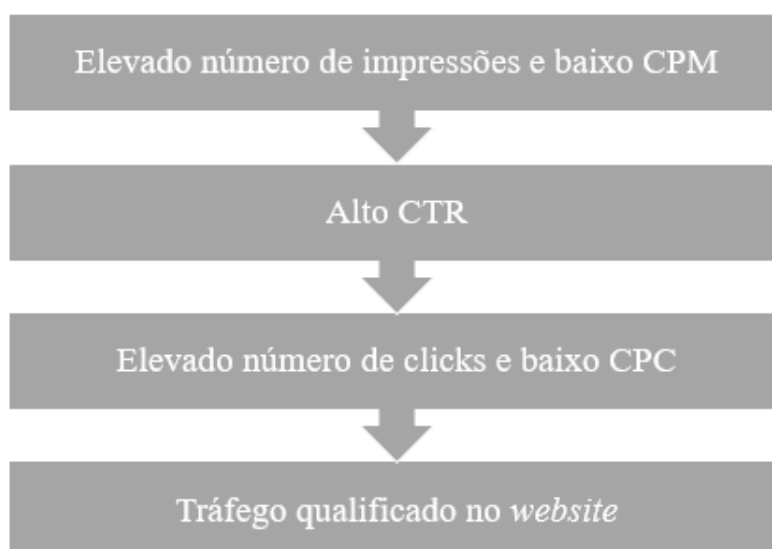 Elevado número de impressões e baixo CPM
Alto CTR
Elevado número de clicks e baixo CPC
Tráfego qualificado no website